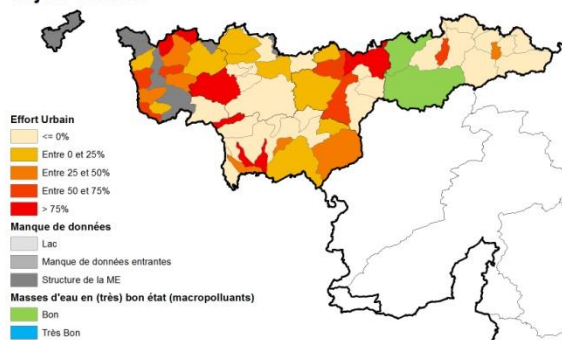 Effort Urbain
<= 0%
Entre 0 et 25%
Entre 25 et 50%
Entre 50 et 75%
> 75%
Manque de données
Lac
Manque de données entrantes
Structure de la ME
Masses d'eau en (très) bon état (macropolluants)
Bon
Très Bon